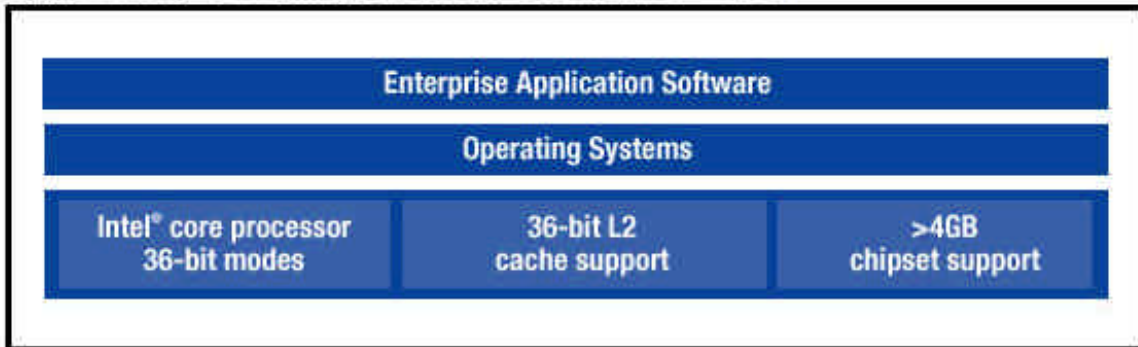 Enterprise Application Software
Operating Systems
Intel® core processor
36-bit modes
36-bit L2
cache support
>4GB
chipset support